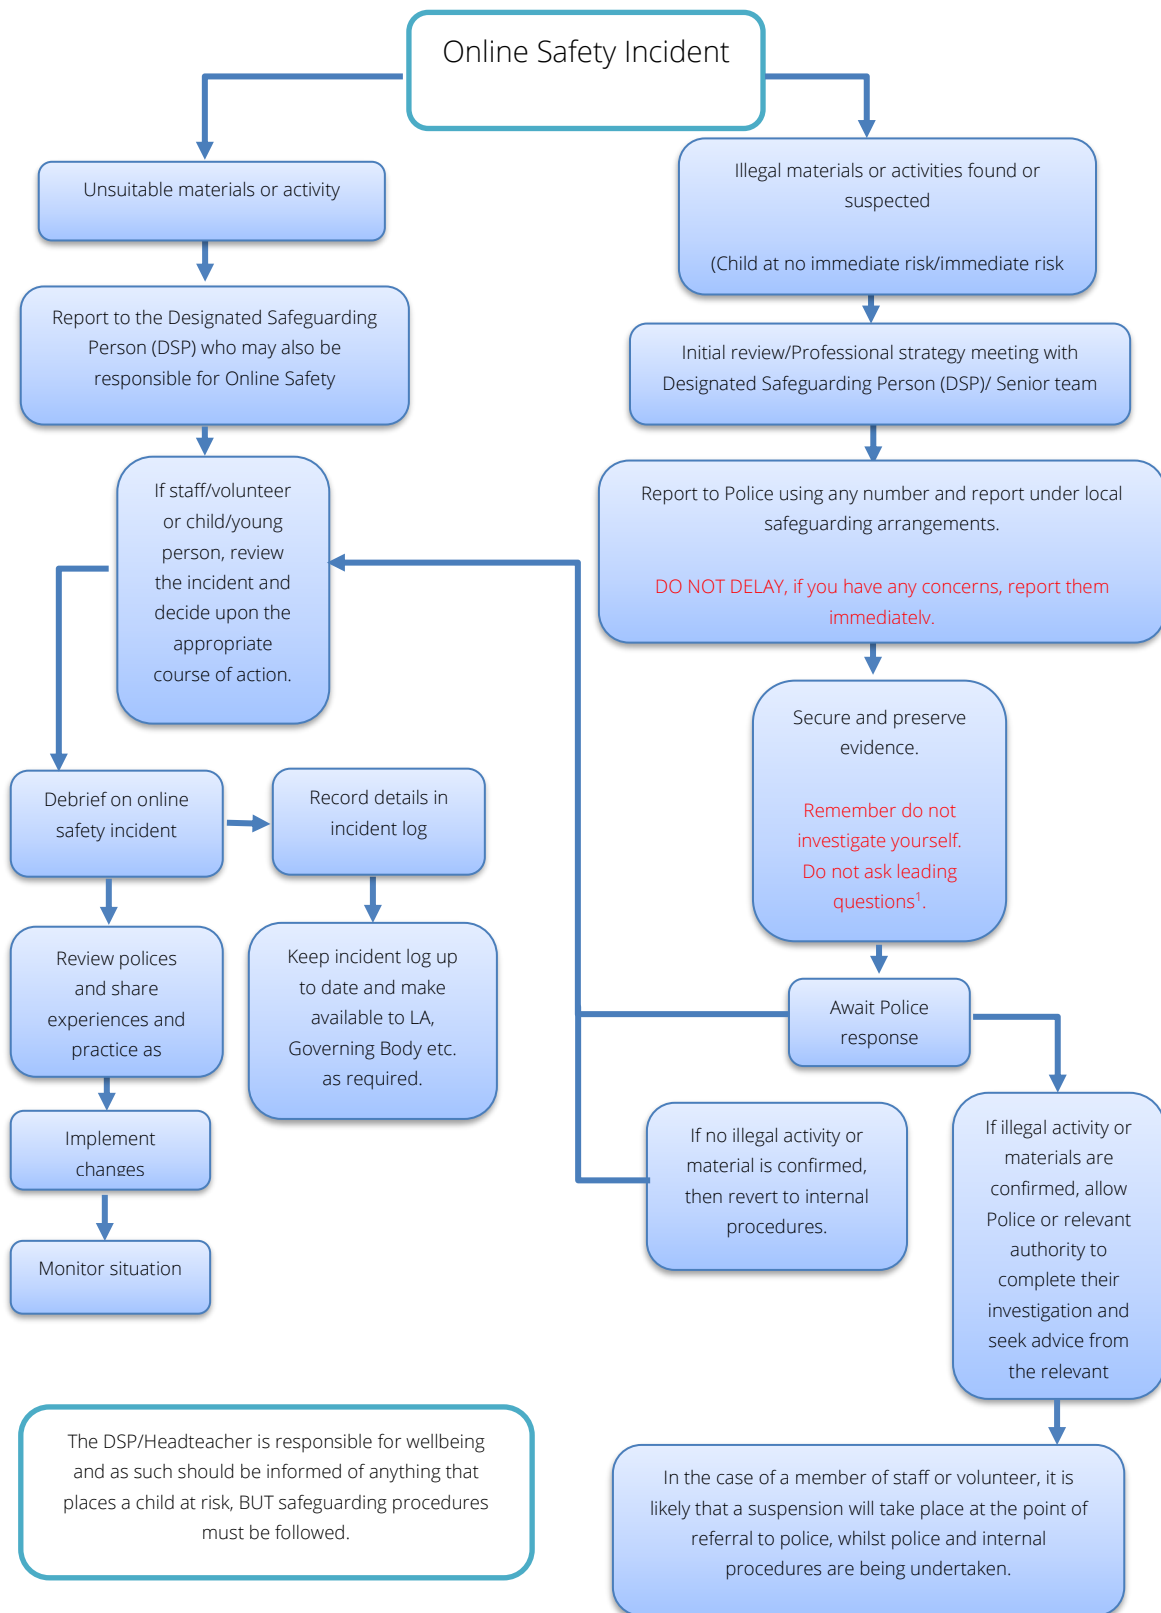 Online Safety Incident
Unsuitable materials or activity
Report to the Designated Safeguarding
Person (DSP) who may also be
responsible for Online Safety
If staff/volunteer
or child/young
person, review
the incident and
decide upon the
appropriate
course of action.
Debrief on online
safety incident
Record details in
incident log
Review polices
and share
experiences and
practice as
Keep incident log up
to date and make
available to LA,
Governing Body etc.
as required.
Implement
changes
Monitor situation
Illegal materials or activities found or
suspected
(Child at no immediate risk/immediate risk
Initial review/Professional strategy meeting with
Designated Safeguarding Person (DSP)/ Senior team
Report to Police using any number and report under local
safeguarding arrangements.
DO NOT DELAY, if you have any concerns, report them
immediately.
Secure and preserve
evidence.
Remember do not
investigate yourself.
Do not ask leading
questions¹.
Await Police
response
If no illegal activity or
material is confirmed,
then revert to internal
procedures.
If illegal activity or
materials are
confirmed, allow
Police or relevant
authority to
complete their
investigation and
seek advice from
the relevant
In the case of a member of staff or volunteer, it is
likely that a suspension will take place at the point of
referral to police, whilst police and internal
procedures are being undertaken.
The DSP/Headteacher is responsible for wellbeing
and as such should be informed of anything that
places a child at risk, BUT safeguarding procedures
must be followed.